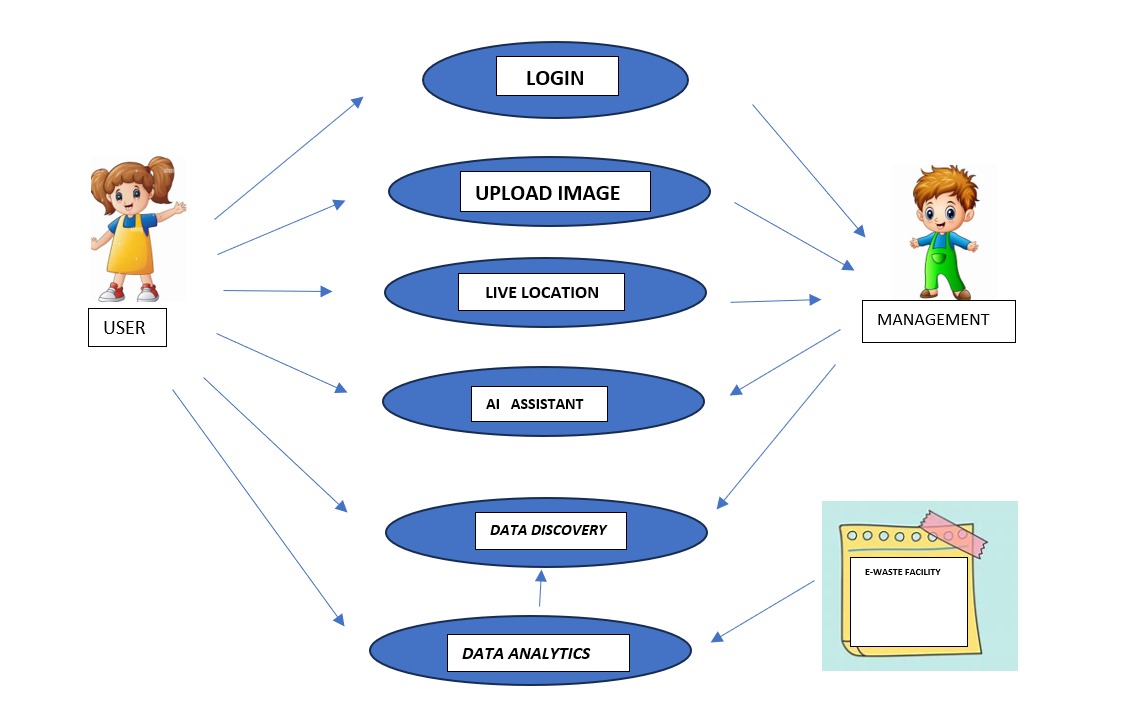 LOGIN
UPLOAD IMAGE
LIVE LOCATION
USER
MANAGEMENT
AI ASSISTANT
DATA DISCOVERY
E-WASTE FACILITY
DATA ANALYTICS